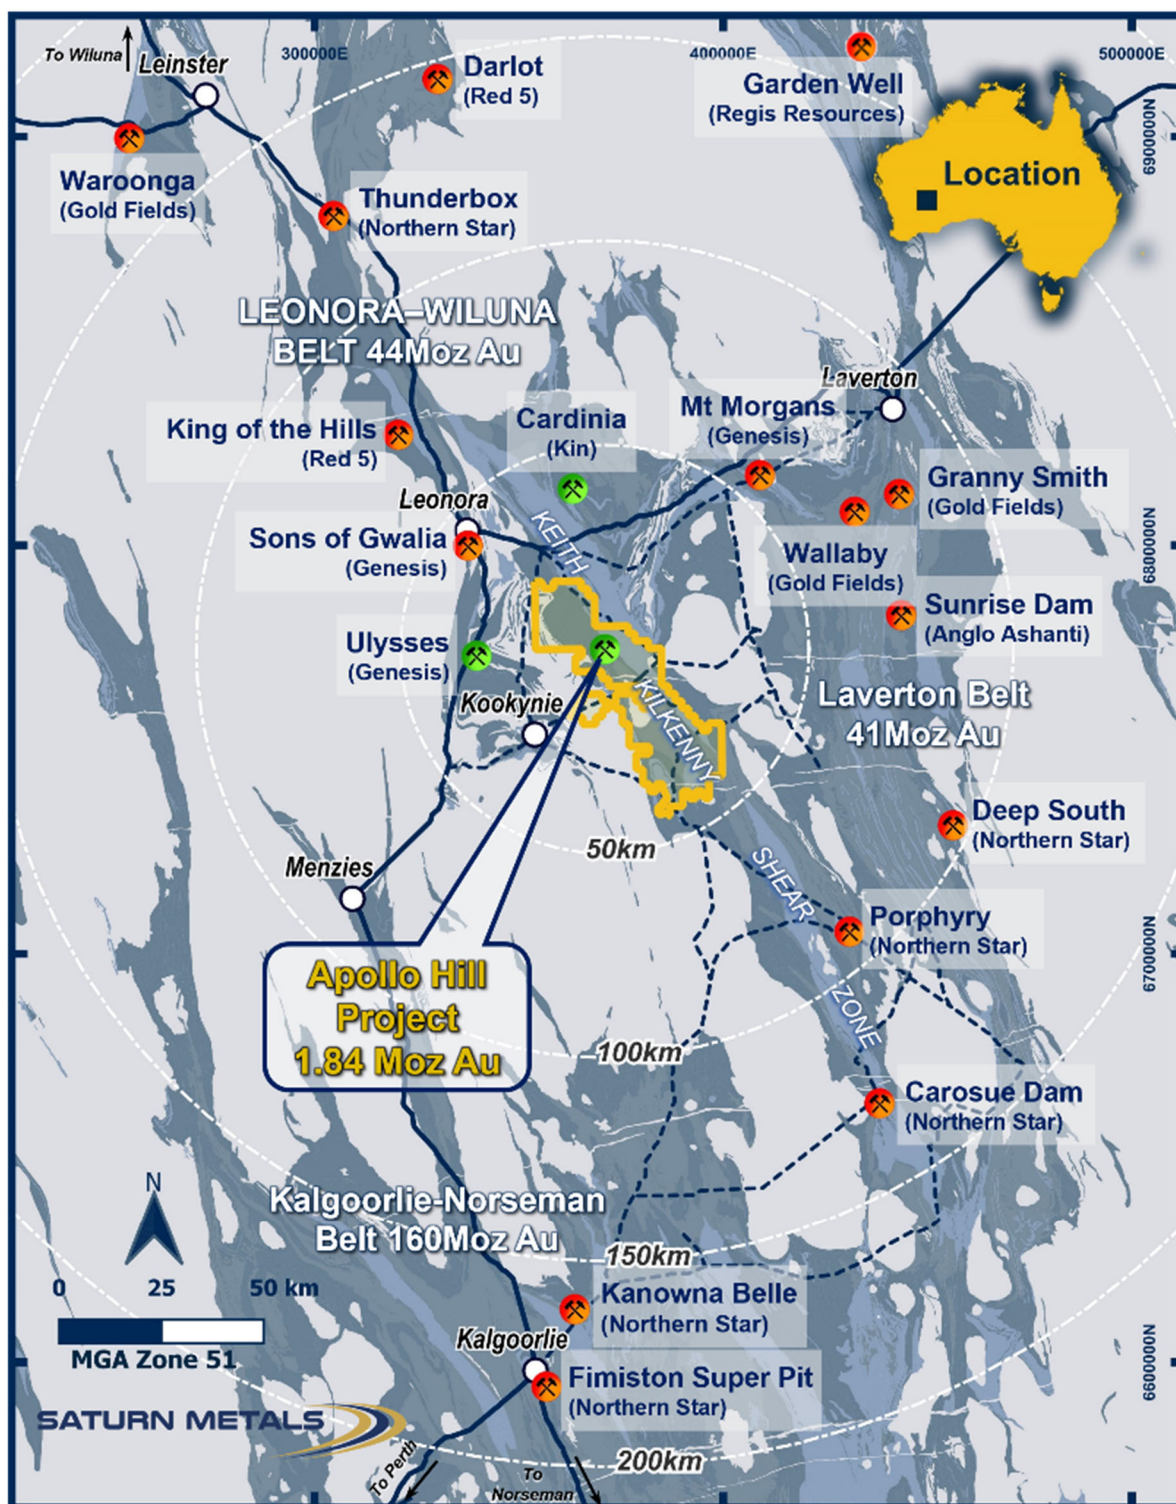 To Wiluna
Leinster
300000E
400000E
500000E
Darlot
(Red 5)
Garden Well
(Regis Resources)
6900000N
Location
Waroonga
(Gold Fields)
Thunderbox
(Northern Star)
LEONORA–WILUNA
BELT 44Moz Au
Laverton
King of the Hills
(Red 5)
Cardinia
(Kin)
Mt Morgans
(Genesis)
Granny Smith
(Gold Fields)
Leonora
Sons of Gwalia
(Genesis)
KEITH
Wallaby
(Gold Fields)
6800000N
Sunrise Dam
(Anglo Ashanti)
Ulysses
(Genesis)
Kookynie
KILKENNY
Laverton Belt
41Moz Au
Deep South
(Northern Star)
50km
SHEAR
Menzies
Porphyry
(Northern Star)
6700000N
Apollo Hill
Project
1.84 Moz Au
ZONE
100km
Carosue Dam
(Northern Star)
N
Kalgoorlie-Norseman
Belt 160Moz Au
150km
0 25 50 km
MGA Zone 51
Kanowna Belle
(Northern Star)
Kalgoorlie
6600000N
Fimiston Super Pit
(Northern Star)
SATURN METALS
200km
To Perth
To
Norseman